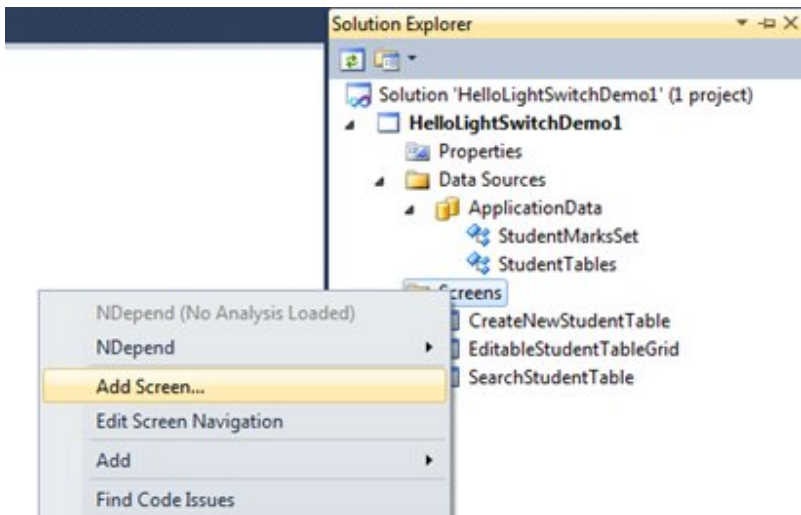 Solution Explorer
Solution 'HelloLightSwitchDemo1' (1 project)
HelloLightSwitchDemo1
Properties
Data Sources
ApplicationData
StudentMarksSet
StudentTables
Screens
CreateNewStudentTable
EditableStudentTableGrid
SearchStudentTable
NDepend (No Analysis Loaded)
NDepend
Add Screen...
Edit Screen Navigation
Add
Find Code Issues